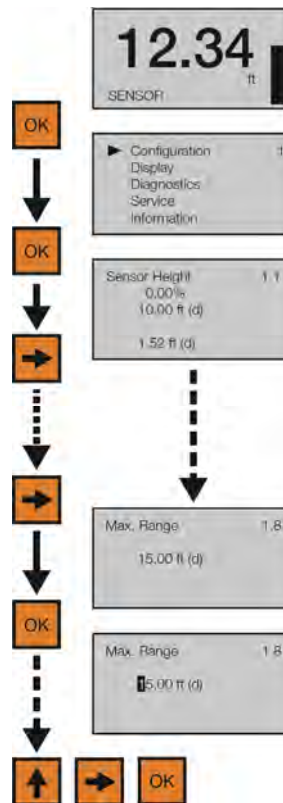 12.34
ft
SENSOR
OK
Configuration
Display
Diagnostics
Service
Information
OK
Sensor Height 1.1
0.00%
10.00 ft (d)
1.52 ft (d)
Max. Range 1.8
15.00 ft (d)
OK
Max. Range 1.8
15.00 ft (d)
OK